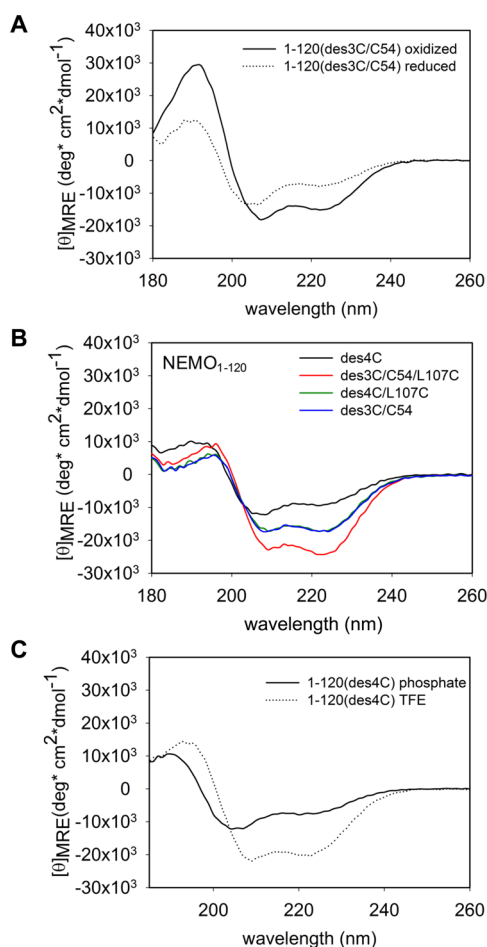 A
40x10³
30x10³
20x10³
10x10³
0
-10x10³
-20x10³
-30x10³
[θ]MRE (deg* cm²*dmol⁻¹)
1-120(des3C/C54) oxidized
1-120(des3C/C54) reduced
180 200 220 240 260
wavelength (nm)
B
40x10³
30x10³
20x10³
10x10³
0
-10x10³
-20x10³
-30x10³
[θ]MRE (deg* cm²*dmol⁻¹)
NEMO₁₋₁₂₀
des4C
des3C/C54/L107C
des4C/L107C
des3C/C54
180 200 220 240 260
wavelength (nm)
C
40x10³
30x10³
20x10³
10x10³
0
-10x10³
-20x10³
-30x10³
[θ]MRE(deg* cm²*dmol⁻¹)
1-120(des4C) phosphate
1-120(des4C) TFE
200 220 240 260
wavelength (nm)